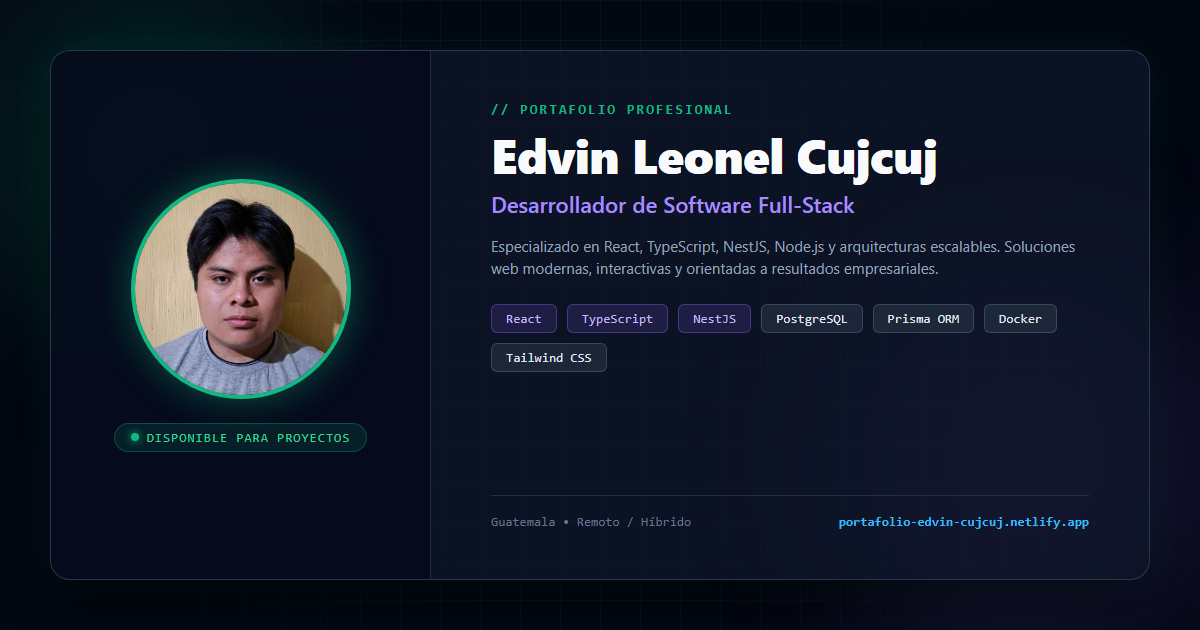 // PORTAFOLIO PROFESIONAL
Edvin Leonel Cujcuj
Desarrollador de Software Full-Stack
Especializado en React, TypeScript, NestJS, Node.js y arquitecturas escalables. Soluciones
web modernas, interactivas y orientadas a resultados empresariales.
React TypeScript NestJS PostgreSQL Prisma ORM Docker
Tailwind CSS
DISPONIBLE PARA PROYECTOS
Guatemala • Remoto / Híbrido
portafolio-edvin-cujcuj.netlify.app